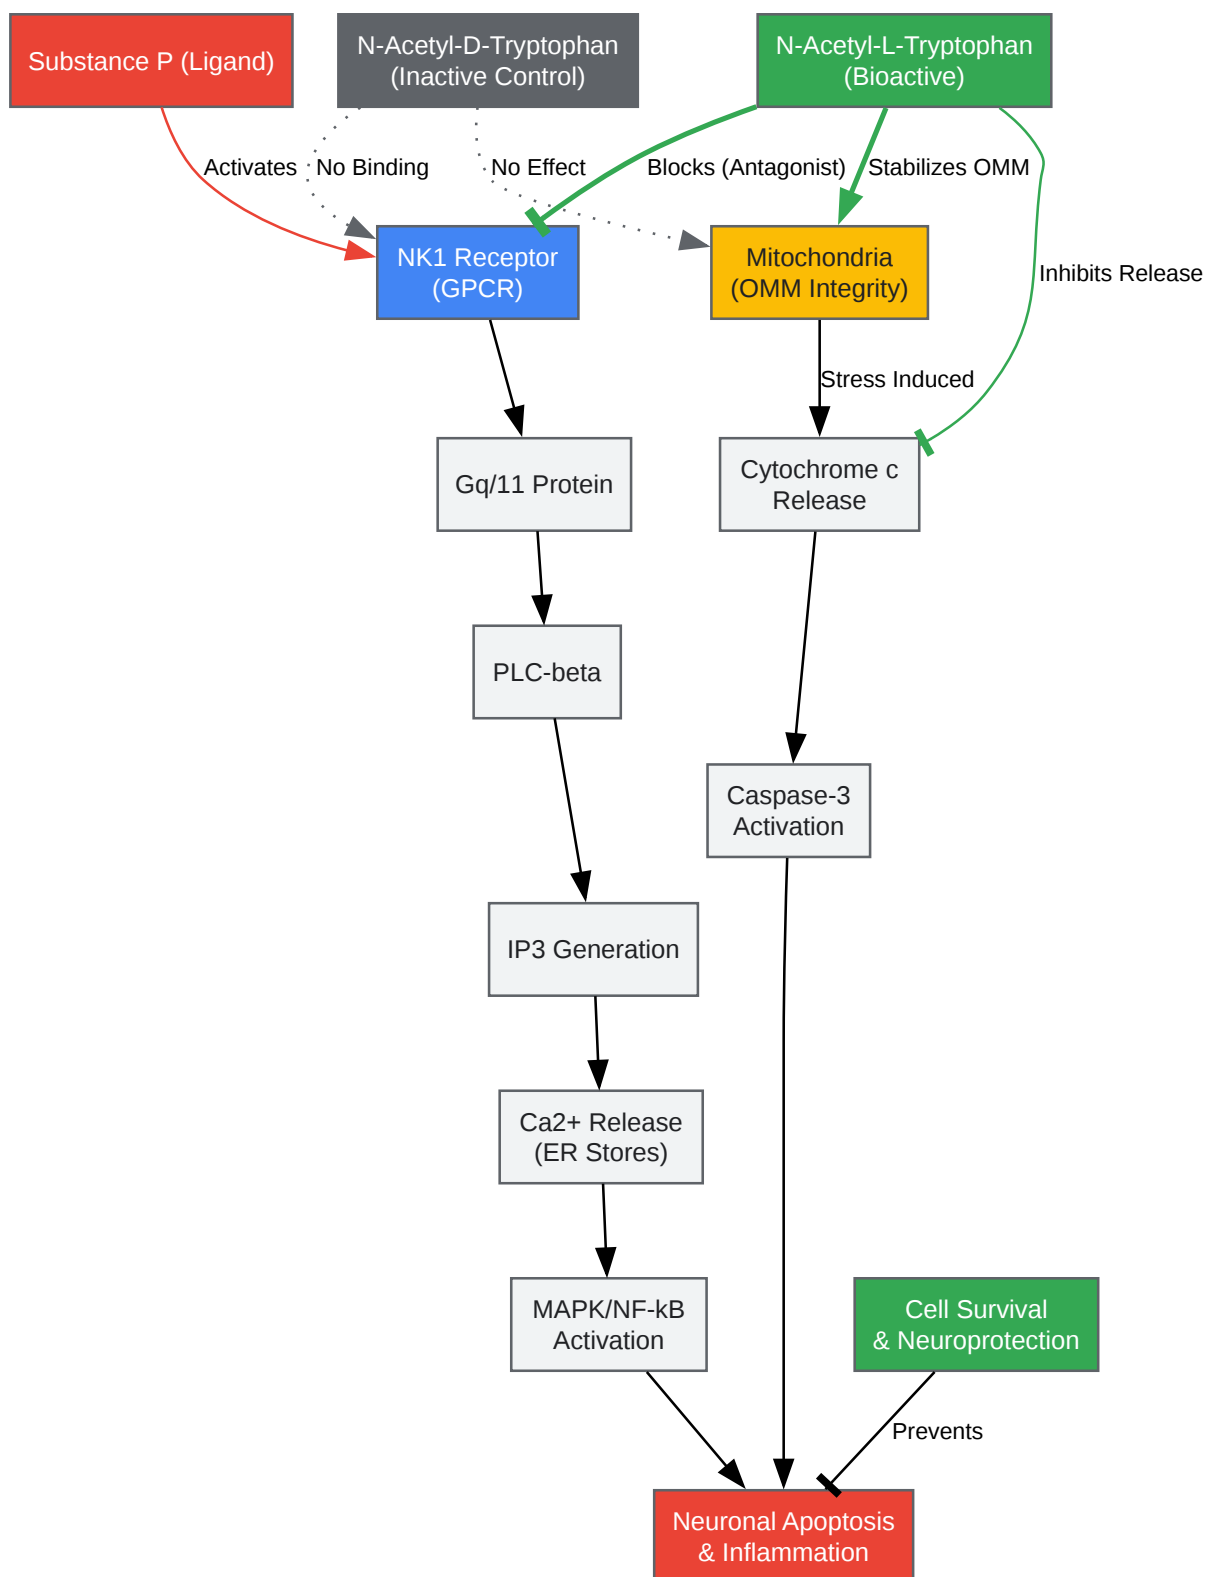 Substance P (Ligand)
N-Acetyl-D-Tryptophan
(Inactive Control)
N-Acetyl-L-Tryptophan
(Bioactive)
Activates
No Binding
No Effect
Blocks (Antagonist)
Stabilizes OMM
NK1 Receptor
(GPCR)
Mitochondria
(OMM Integrity)
Inhibits Release
Stress Induced
Gq/11 Protein
Cytochrome c
Release
PLC-beta
Caspase-3
Activation
IP3 Generation
Ca2+ Release
(ER Stores)
MAPK/NF-kB
Activation
Cell Survival
& Neuroprotection
Prevents
Neuronal Apoptosis
& Inflammation